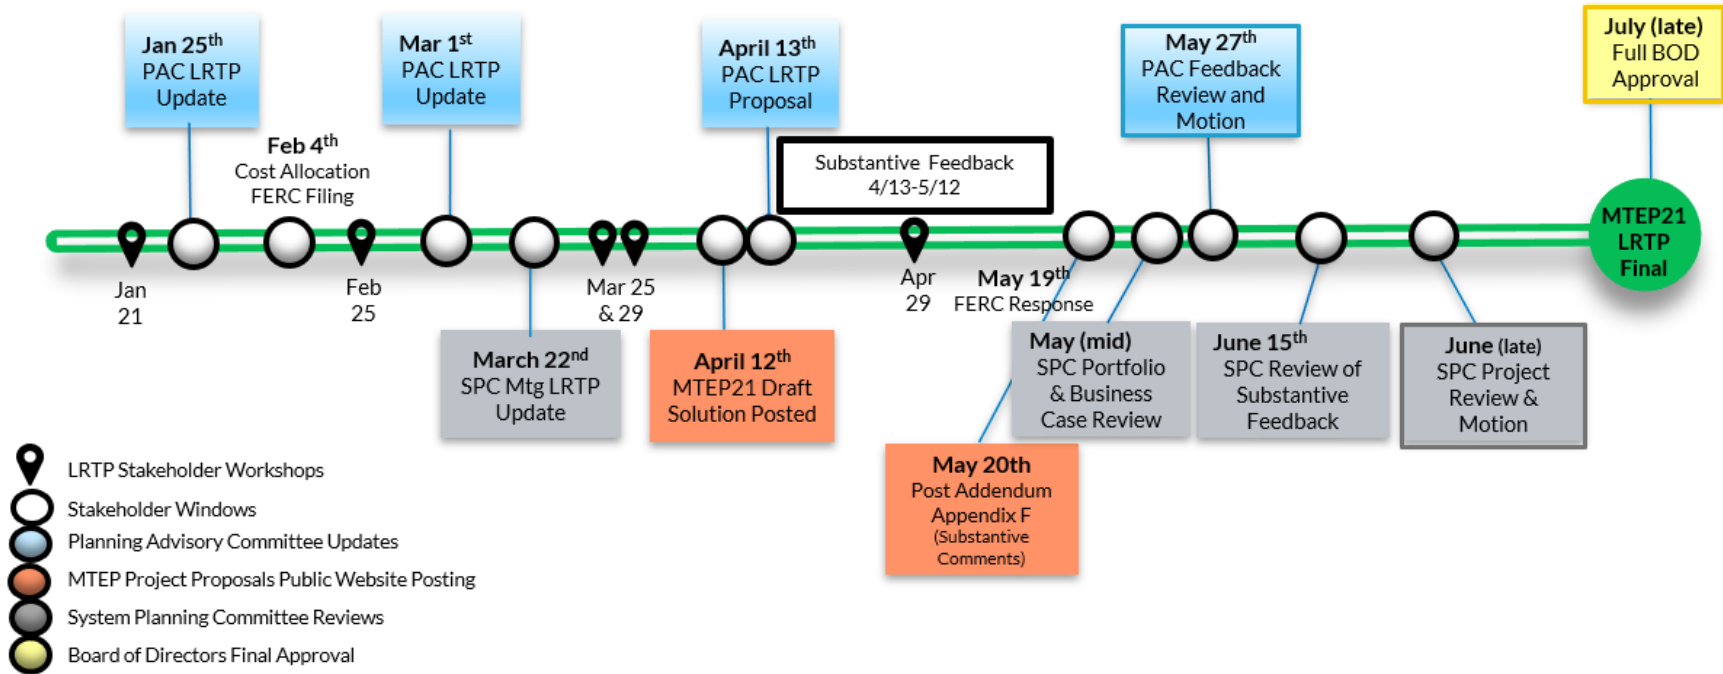 Jan 25th
PAC LRTP
Update
Feb 4th
Cost Allocation
FERC Filing
Mar 1st
PAC LRTP
Update
April 13th
PAC LRTP
Proposal
Substantive Feedback
4/13-5/12
May 27th
PAC Feedback
Review and
Motion
July (late)
Full BOD
Approval
MTEP21
LRTP
Final
Jan
21
Feb
25
Mar 25
& 29
Apr
29
May 19th
FERC Response
March 22nd
SPC Mtg LRTP
Update
April 12th
MTEP21 Draft
Solution Posted
May (mid)
SPC Portfolio
& Business
Case Review
June 15th
SPC Review of
Substantive
Feedback
June (late)
SPC Project
Review &
Motion
May 20th
Post Addendum
Appendix F
(Substantive
Comments)
LRTP Stakeholder Workshops
Stakeholder Windows
Planning Advisory Committee Updates
MTEP Project Proposals Public Website Posting
System Planning Committee Reviews
Board of Directors Final Approval